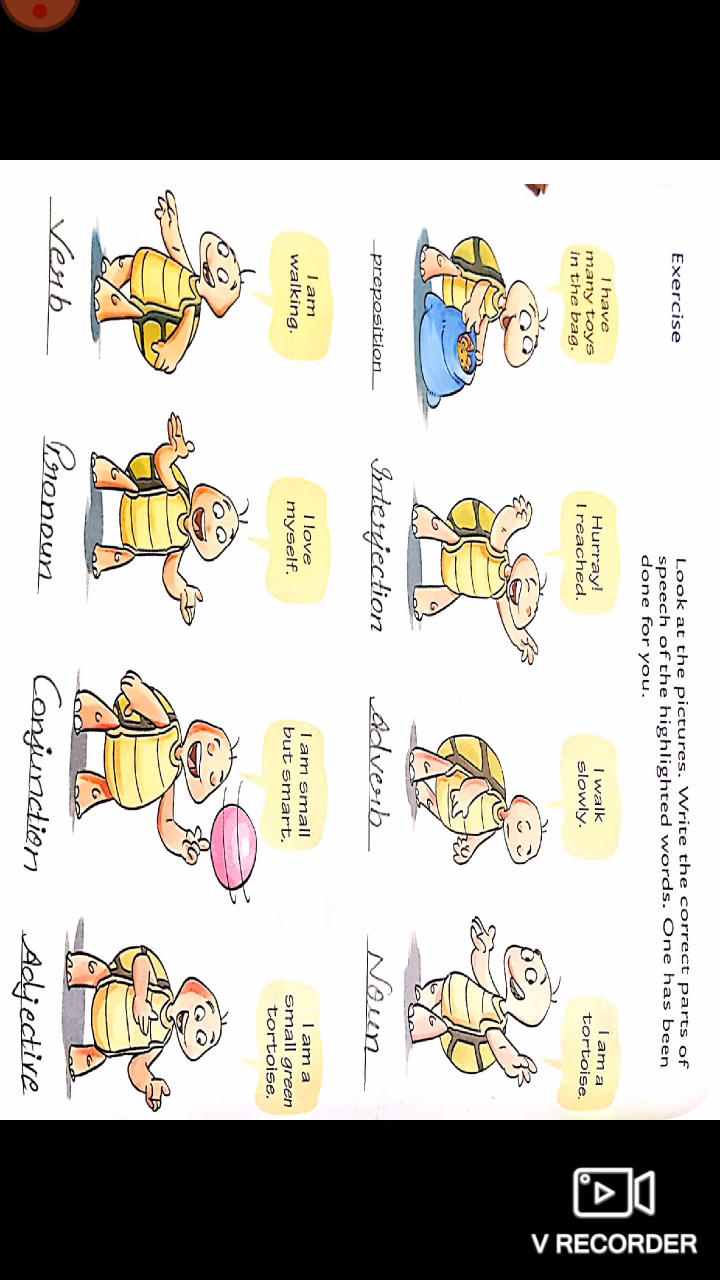 Exercise
Look at the pictures. Write the correct parts of
speech of the highlighted words. One has been
done for you.
I have
many toys
in the bag.
preposition
Hurray!
I reached.
Interjection
I walk
slowly.
Adverb
I am a
tortoise.
Noun
I am
walking.
Verb
I love
myself.
Pronoun
I am small
but smart.
Conjunction
I am a
small green
tortoise.
Adjective
V RECORDER